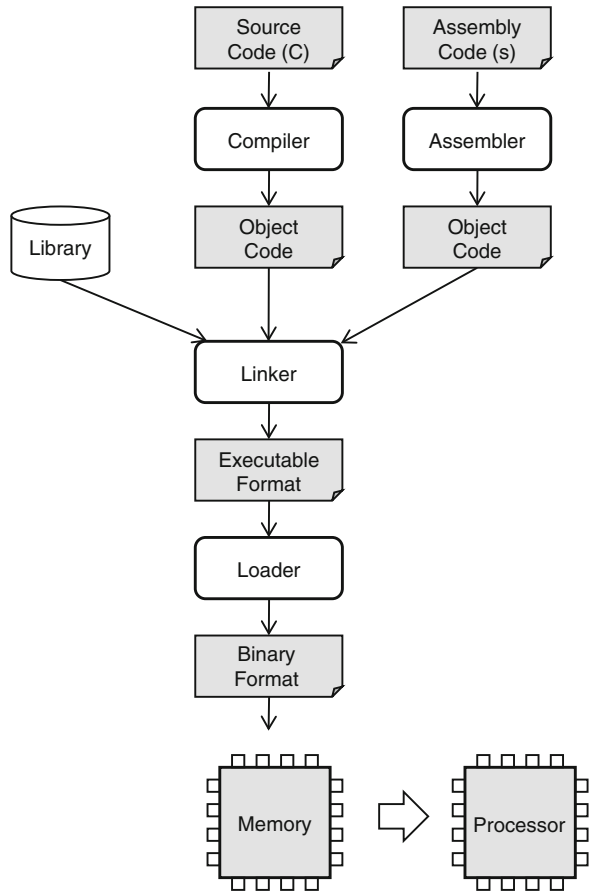 Source
Code (C)
Assembly
Code (s)
Compiler
Assembler
Library
Object
Code
Object
Code
Linker
Executable
Format
Loader
Binary
Format
Memory
Processor